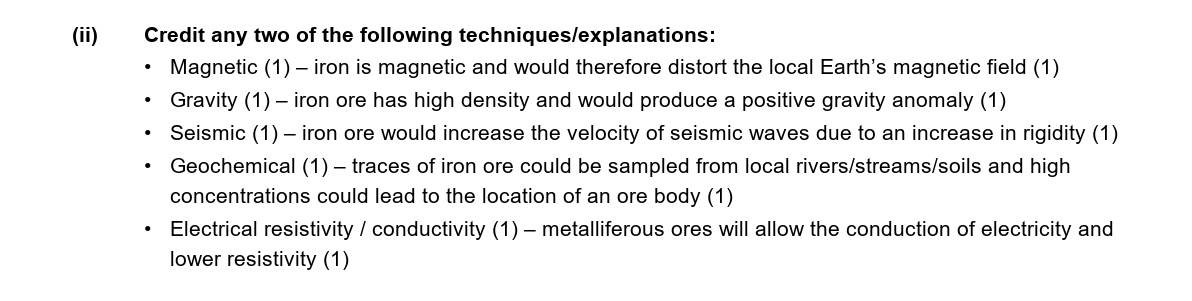 (ii) Credit any two of the following techniques/explanations:
• Magnetic (1) – iron is magnetic and would therefore distort the local Earth’s magnetic field (1)
• Gravity (1) – iron ore has high density and would produce a positive gravity anomaly (1)
• Seismic (1) – iron ore would increase the velocity of seismic waves due to an increase in rigidity (1)
• Geochemical (1) – traces of iron ore could be sampled from local rivers/streams/soils and high
concentrations could lead to the location of an ore body (1)
• Electrical resistivity / conductivity (1) – metalliferous ores will allow the conduction of electricity and
lower resistivity (1)